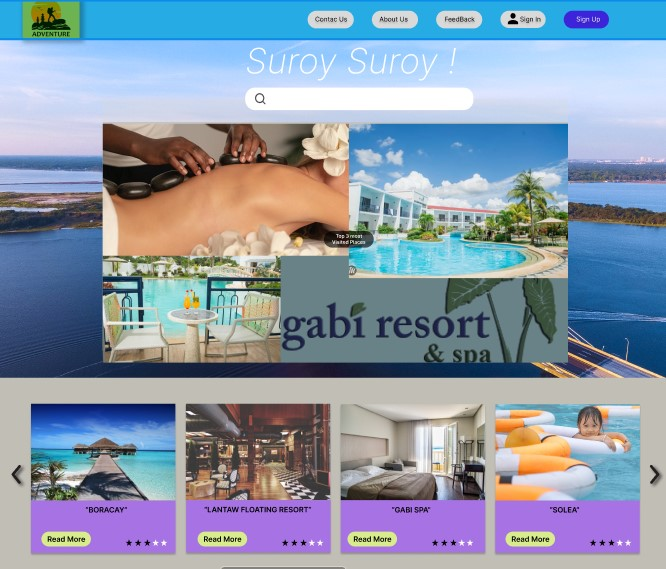 ADVENTURE
Contac Us
About Us
FeedBack
Sign In
Sign Up
Suroy Suroy !
Top 3 most
Visited Places
gabi resort
& spa
"BORACAY"
"LANTAW FLOATING RESORT"
"GABI SPA"
"SOLEA"
Read More
Read More
Read More
Read More